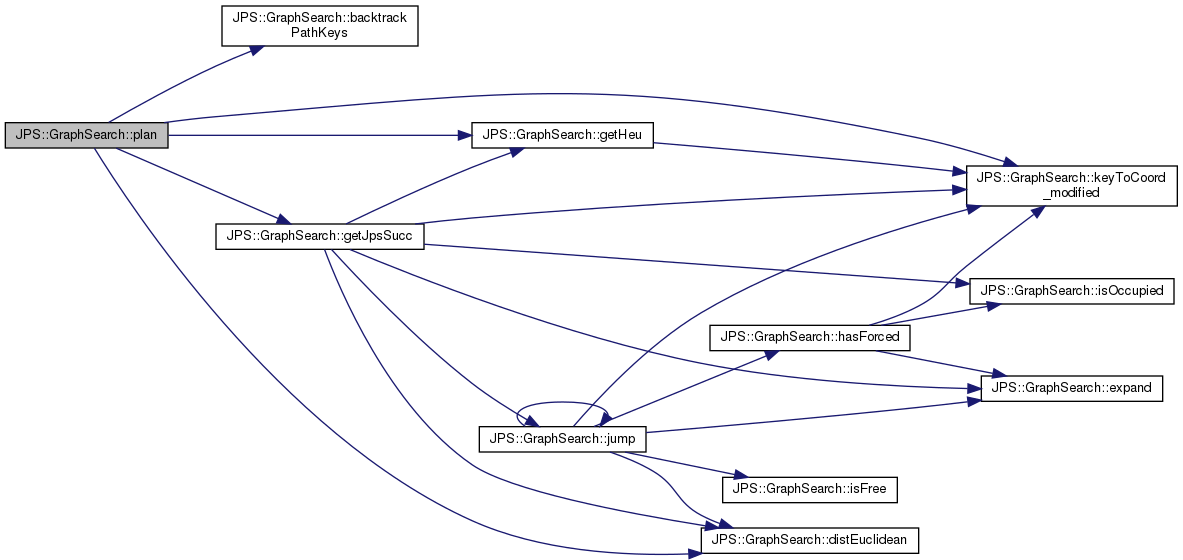 JPS::GraphSearch::backtrack
PathKeys
JPS::GraphSearch::plan
JPS::GraphSearch::getHeu
JPS::GraphSearch::keyToCoord
_modified
JPS::GraphSearch::getJpsSucc
JPS::GraphSearch::isOccupied
JPS::GraphSearch::hasForced
JPS::GraphSearch::expand
JPS::GraphSearch::jump
JPS::GraphSearch::isFree
JPS::GraphSearch::distEuclidean